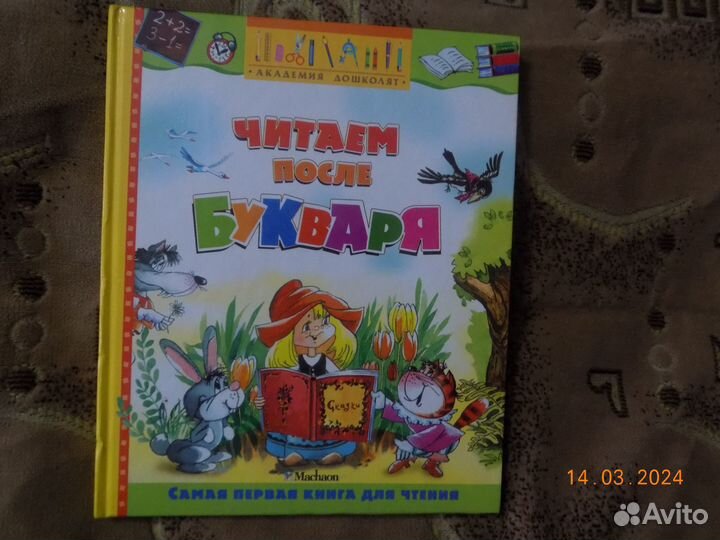 2+2=
3-1=
АКАДЕМИЯ ДОШКОЛЯТ
ЧИТАЕМ
ПОСЛЕ
БУКВАРЯ
Сказки
Machaon
САМАЯ ПЕРВАЯ КНИГА ДЛЯ ЧТЕНИЯ
14.03.2024
Avito